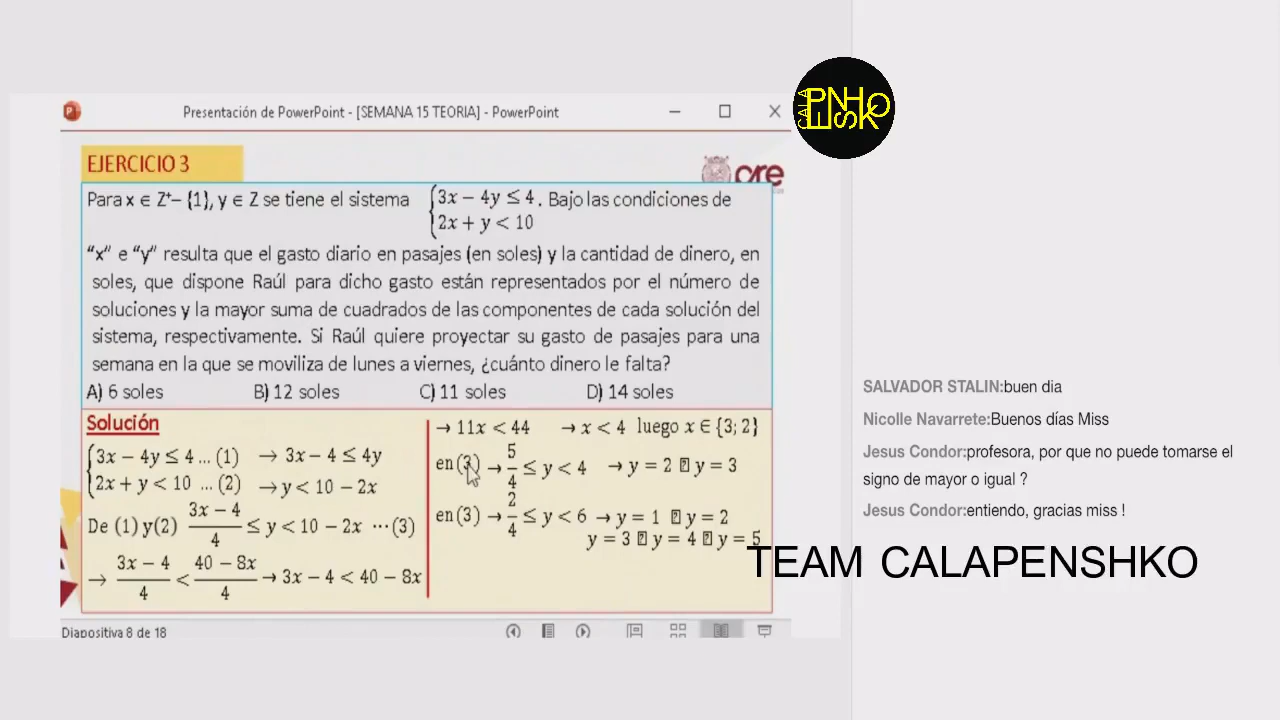 Presentación de PowerPoint - [SEMANA 15 TEORIA] - PowerPoint
CALA
PENHSKO
EJERCICIO 3
cre
Para x ∈ Z⁺– {1}, y ∈ Z se tiene el sistema {3x − 4y ≤ 4 . Bajo las condiciones de
2x + y < 10
“x” e “y” resulta que el gasto diario en pasajes (en soles) y la cantidad de dinero, en
soles, que dispone Raúl para dicho gasto están representados por el número de
soluciones y la mayor suma de cuadrados de las componentes de cada solución del
sistema, respectivamente. Si Raúl quiere proyectar su gasto de pasajes para una
semana en la que se moviliza de lunes a viernes, ¿cuánto dinero le falta?
A) 6 soles B) 12 soles C) 11 soles D) 14 soles
Solución
{3x − 4y ≤ 4 ... (1) → 3x − 4 ≤ 4y
2x + y < 10 ... (2) → y < 10 − 2x
De (1) y(2) (3x − 4)/4 ≤ y < 10 − 2x ⋯(3)
→ (3x − 4)/4 < (40 − 8x)/4 → 3x − 4 < 40 − 8x
→ 11x < 44 → x < 4 luego x ∈ {3; 2}
en(3) → 5/4 ≤ y < 4 → y = 2 ⍰ y = 3
en(3) → 2/4 ≤ y < 6 → y = 1 ⍰ y = 2
y = 3 ⍰ y = 4 ⍰ y = 5
Diapositiva 8 de 18
SALVADOR STALIN:buen dia
Nicolle Navarrete:Buenos días Miss
Jesus Condor:profesora, por que no puede tomarse el
signo de mayor o igual ?
Jesus Condor:entiendo, gracias miss !
TEAM CALAPENSHKO